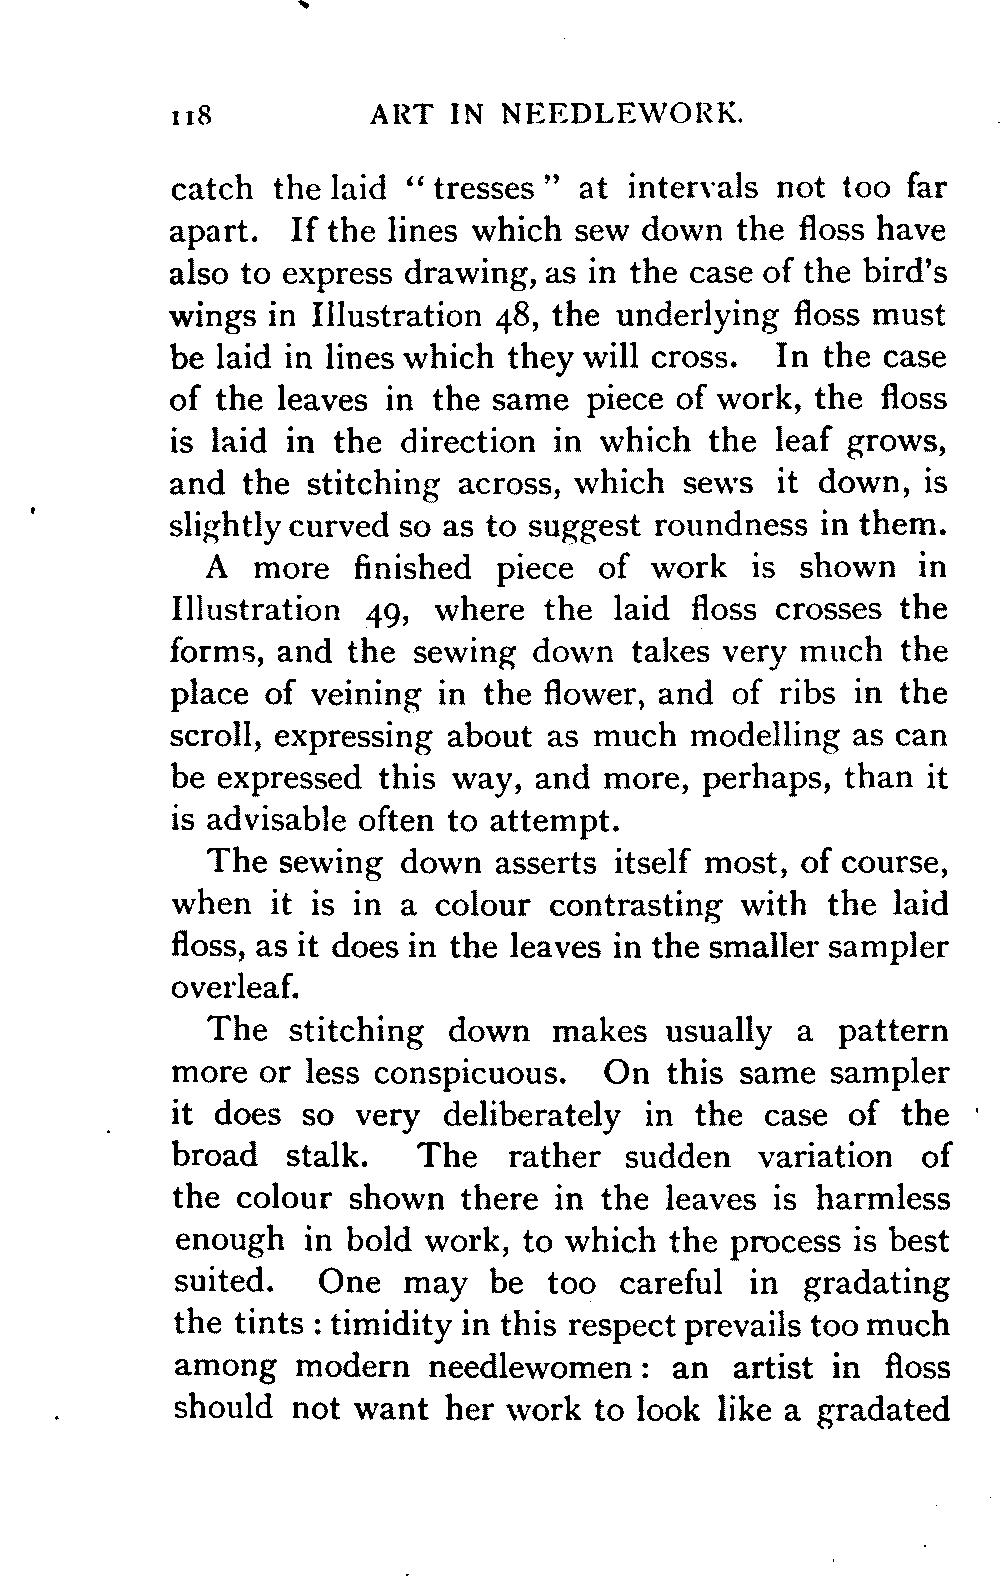 118 ART IN NEEDLEWORK.
catch the laid “ tresses ” at intervals not too far
apart. If the lines which sew down the floss have
also to express drawing, as in the case of the bird's
wings in Illustration 48, the underlying floss must
be laid in lines which they will cross. In the case
of the leaves in the same piece of work, the floss
is laid in the direction in which the leaf grows,
and the stitching across, which sews it down, is
slightly curved so as to suggest roundness in them.
A more finished piece of work is shown in
Illustration 49, where the laid floss crosses the
forms, and the sewing down takes very much the
place of veining in the flower, and of ribs in the
scroll, expressing about as much modelling as can
be expressed this way, and more, perhaps, than it
is advisable often to attempt.
The sewing down asserts itself most, of course,
when it is in a colour contrasting with the laid
floss, as it does in the leaves in the smaller sampler
overleaf.
The stitching down makes usually a pattern
more or less conspicuous. On this same sampler
it does so very deliberately in the case of the
broad stalk. The rather sudden variation of
the colour shown there in the leaves is harmless
enough in bold work, to which the process is best
suited. One may be too careful in gradating
the tints : timidity in this respect prevails too much
among modern needlewomen : an artist in floss
should not want her work to look like a gradated